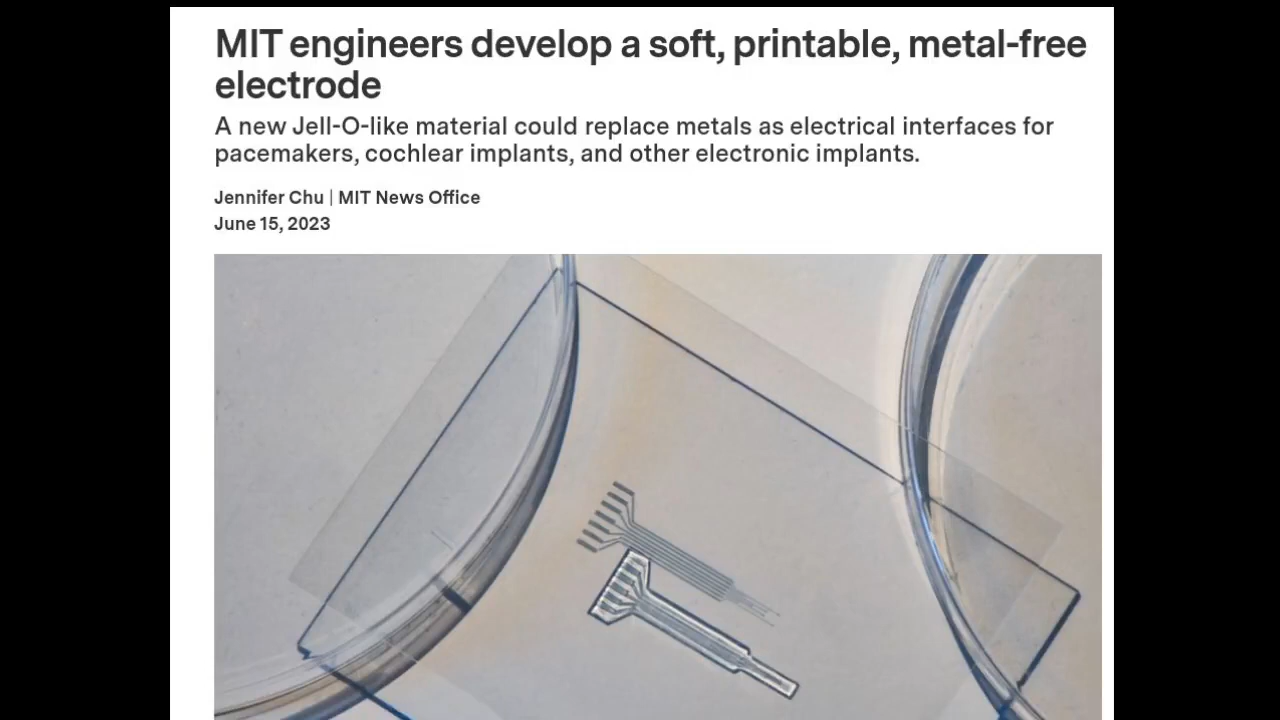 MIT engineers develop a soft, printable, metal-free
electrode
A new Jell-O-like material could replace metals as electrical interfaces for
pacemakers, cochlear implants, and other electronic implants.
Jennifer Chu | MIT News Office
June 15, 2023